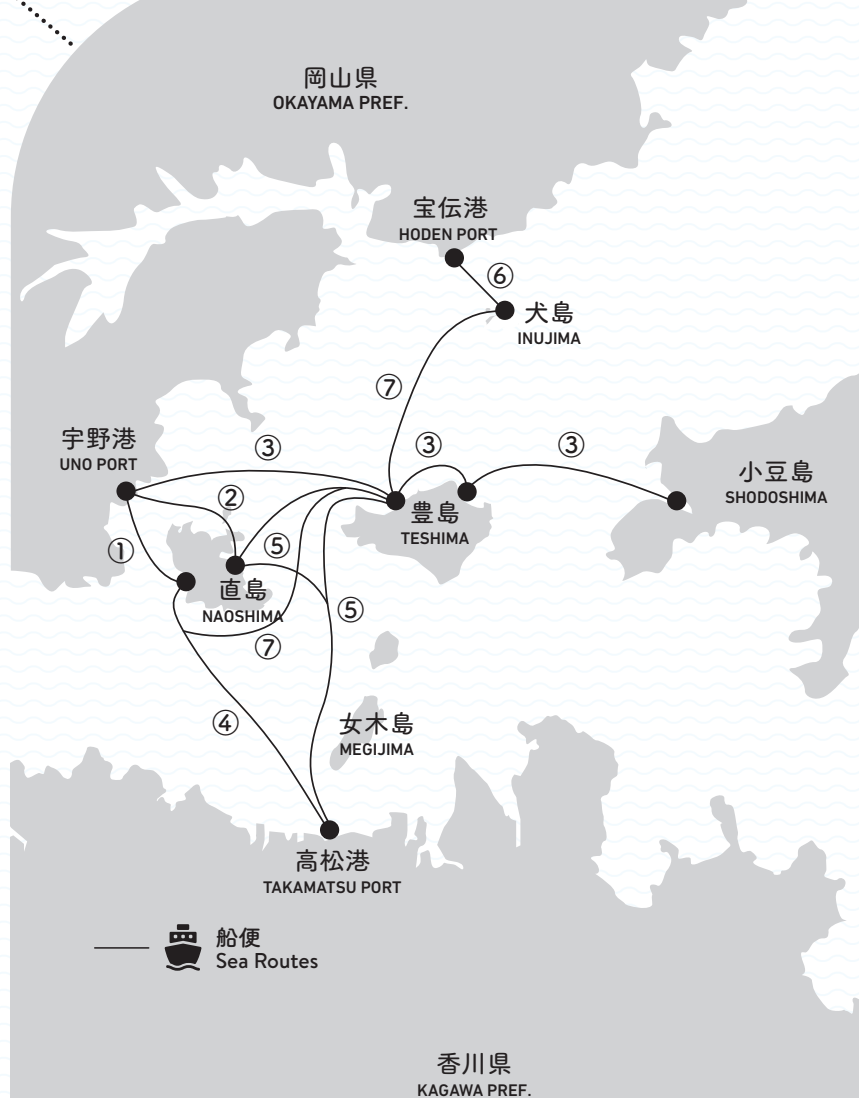 岡山県
OKAYAMA PREF.
宝伝港
HODEN PORT
⑥
犬島
INUJIMA
⑦
宇野港
UNO PORT
③
③
③
小豆島
SHODOSHIMA
②
豊島
TESHIMA
①
⑤
直島
NAOSHIMA
⑤
⑦
④
女木島
MEGIJIMA
高松港
TAKAMATSU PORT
船便
Sea Routes
香川県
KAGAWA PREF.